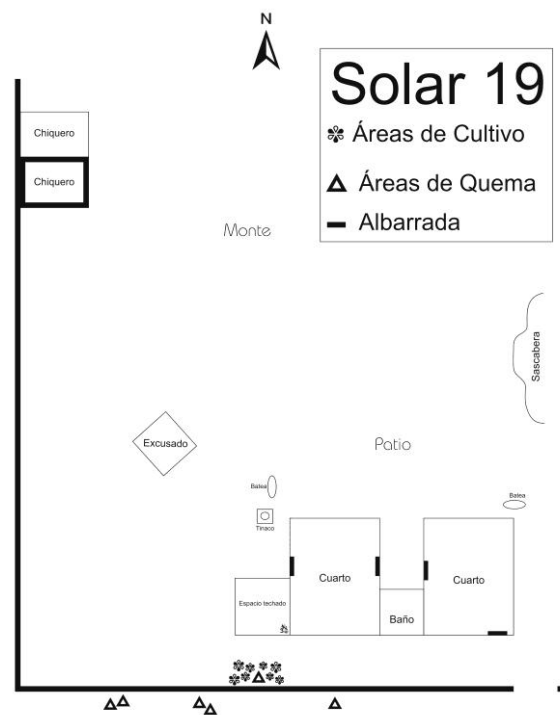 N
Solar 19
Áreas de Cultivo
Áreas de Quema
Albarrada
Chiquero
Chiquero
Monte
Sascabera
Excusado
Patio
Batea
Batea
Tinaco
Cuarto
Cuarto
Espacio techado
Baño